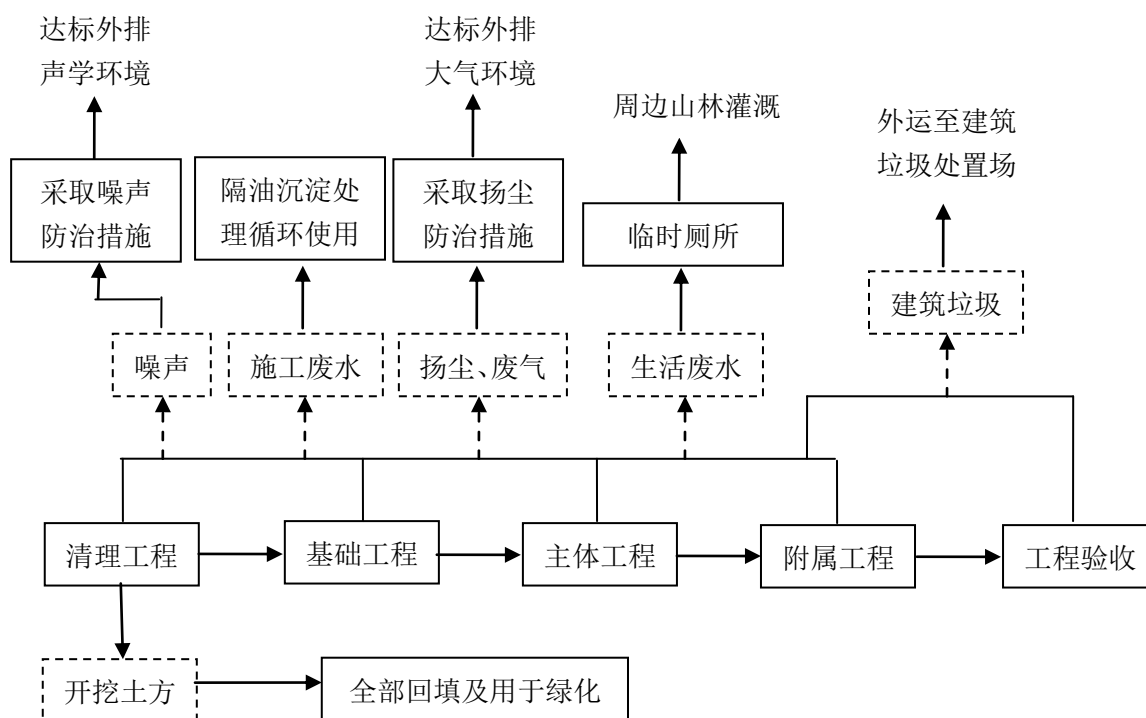 达标外排
声学环境
达标外排
大气环境
周边山林灌溉
外运至建筑
垃圾处置场
采取噪声
防治措施
隔油沉淀处
理循环使用
采取扬尘
防治措施
临时厕所
建筑垃圾
噪声
施工废水
扬尘、废气
生活废水
清理工程
基础工程
主体工程
附属工程
工程验收
开挖土方
全部回填及用于绿化